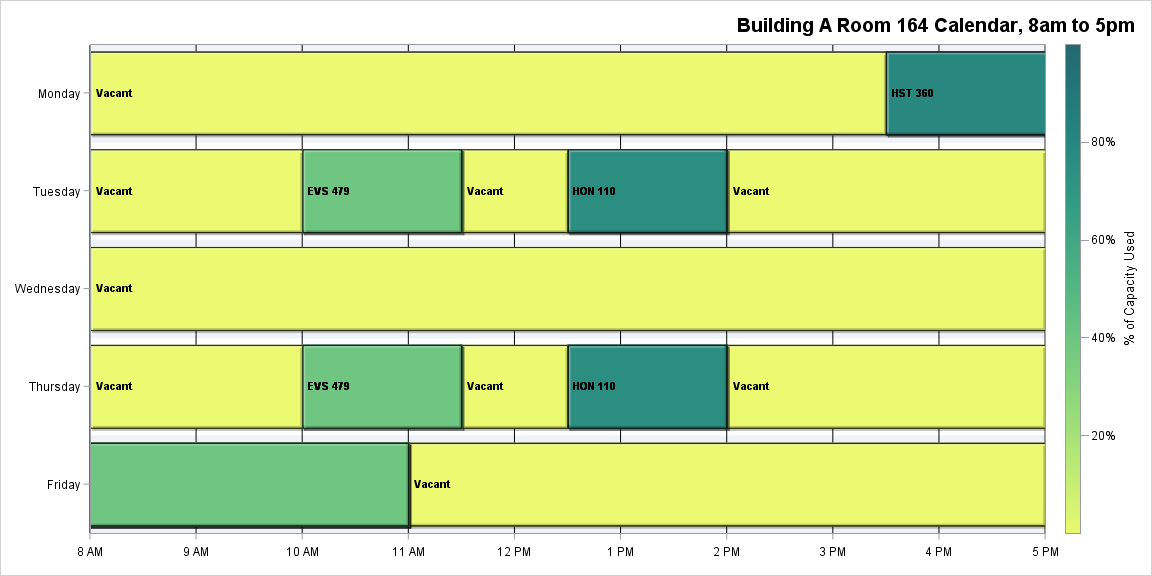 Building A Room 164 Calendar, 8am to 5pm
Monday
Vacant
HST 360
Tuesday
Vacant
EVS 479
Vacant
HON 110
Vacant
Wednesday
Vacant
Thursday
Vacant
EVS 479
Vacant
HON 110
Vacant
Friday
Vacant
8 AM
9 AM
10 AM
11 AM
12 PM
1 PM
2 PM
3 PM
4 PM
5 PM
80%
60%
40%
20%
% of Capacity Used